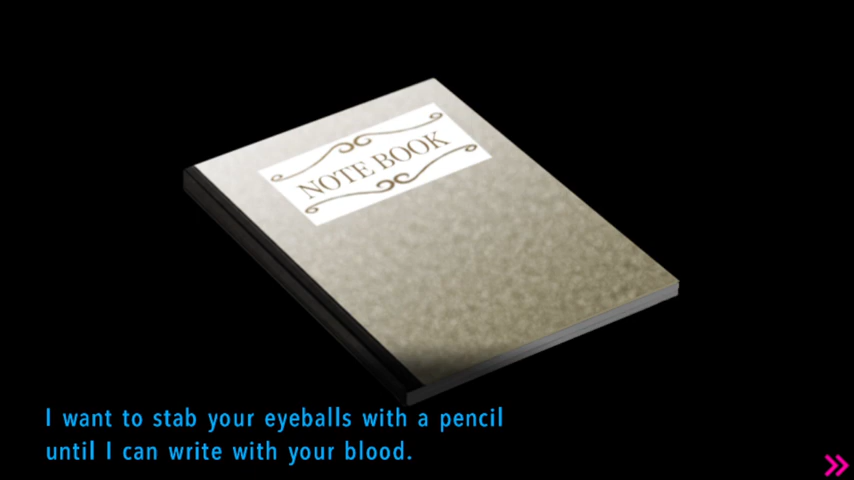 NOTE BOOK
I want to stab your eyeballs with a pencil
until I can write with your blood.